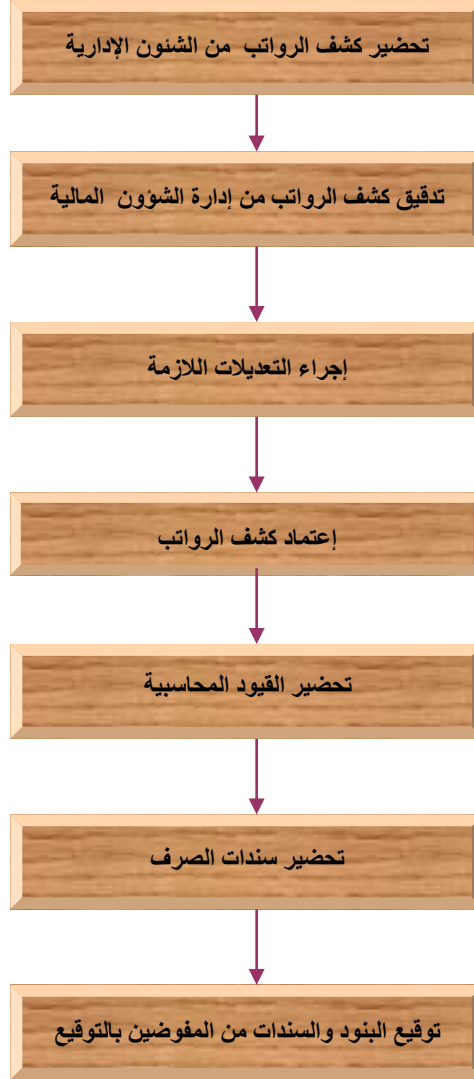 تحضير كشف الرواتب من الشئون الإدارية
تدقيق كشف الرواتب من إدارة الشؤون المالية
إجراء التعديلات اللازمة
إعتماد كشف الرواتب
تحضير القيود المحاسبية
تحضير سندات الصرف
توقيع البنود والسندات من المفوضين بالتوقيع